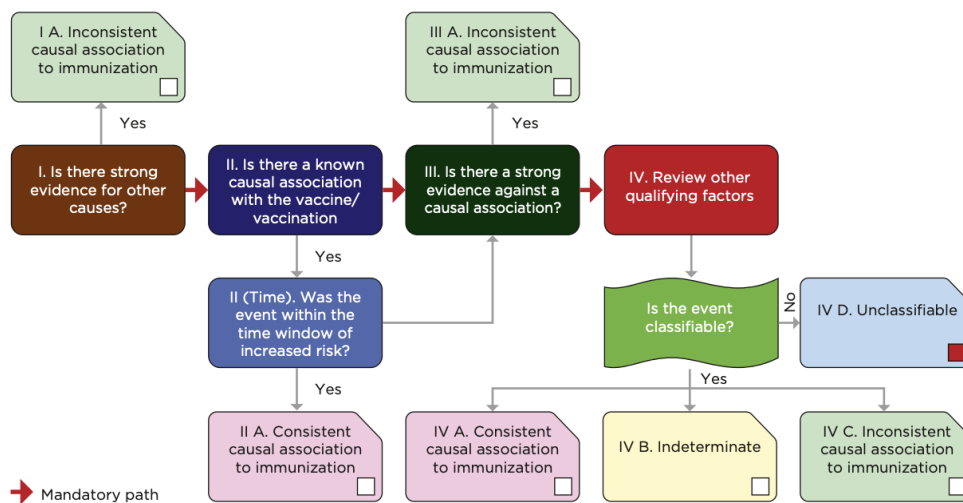 I A. Inconsistent
causal association
to immunization
III A. Inconsistent
causal association
to immunization
Yes
Yes
I. Is there strong
evidence for other
causes?
II. Is there a known
causal association
with the vaccine/
vaccination
III. Is there a strong
evidence against a
causal association?
IV. Review other
qualifying factors
Yes
II (Time). Was the
event within the
time window of
increased risk?
Is the event
classifiable?
No
IV D. Unclassifiable
Yes
Yes
II A. Consistent
causal association
to immunization
IV A. Consistent
causal association
to immunization
IV B. Indeterminate
IV C. Inconsistent
causal association
to immunization
Mandatory path